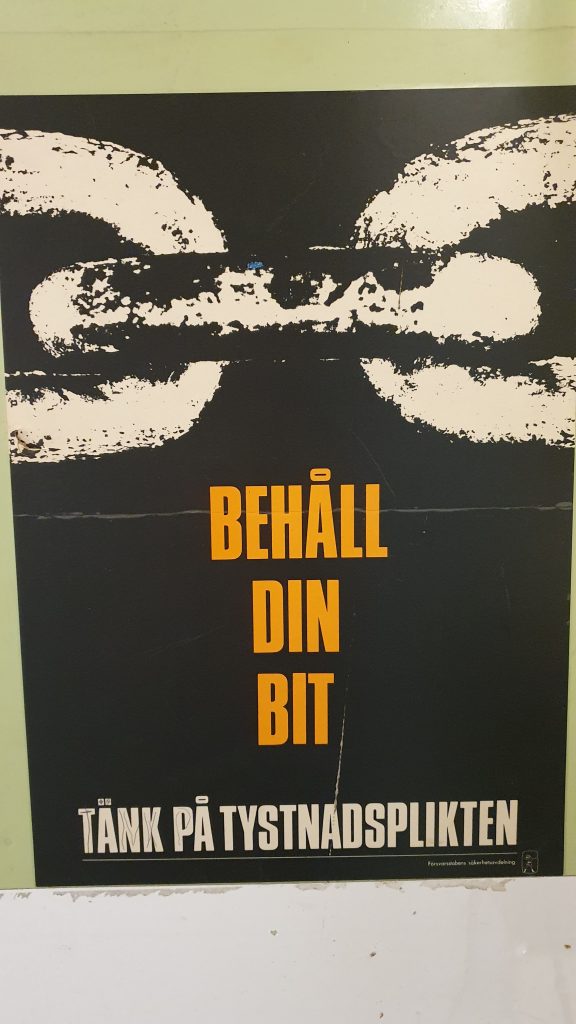 BEHÅLL
DIN
BIT
TÄNK PÅ TYSTNADSPLIKTEN
Försvarsstabens säkerhetsavdelning